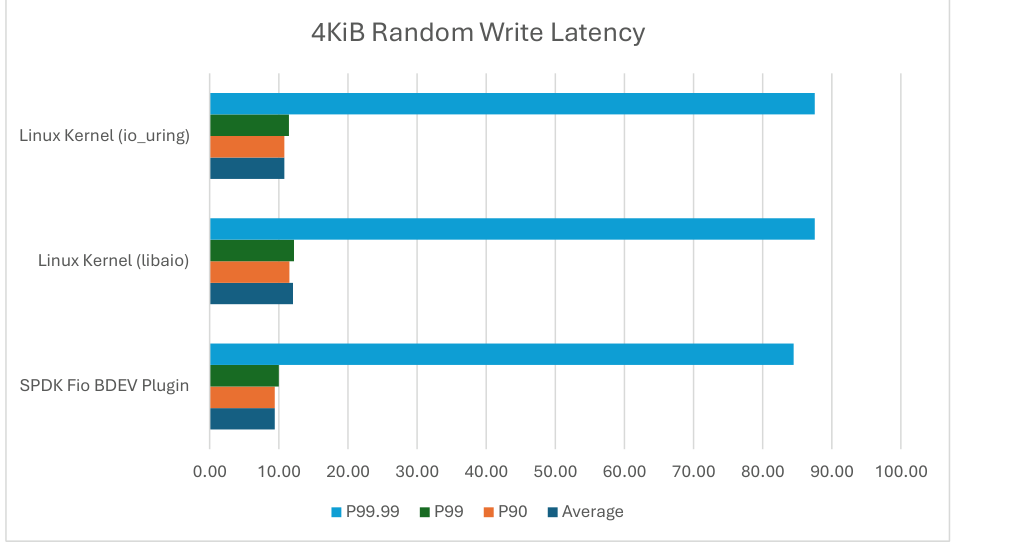 4KiB Random Write Latency
Linux Kernel (io_uring)
Linux Kernel (libaio)
SPDK Fio BDEV Plugin
0.00 10.00 20.00 30.00 40.00 50.00 60.00 70.00 80.00 90.00 100.00
P99.99 P99 P90 Average